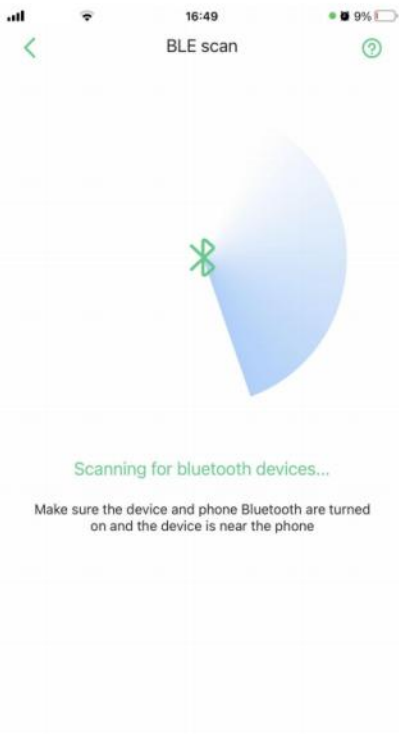 16:49
9%
BLE scan
?
Scanning for bluetooth devices...
Make sure the device and phone Bluetooth are turned
on and the device is near the phone